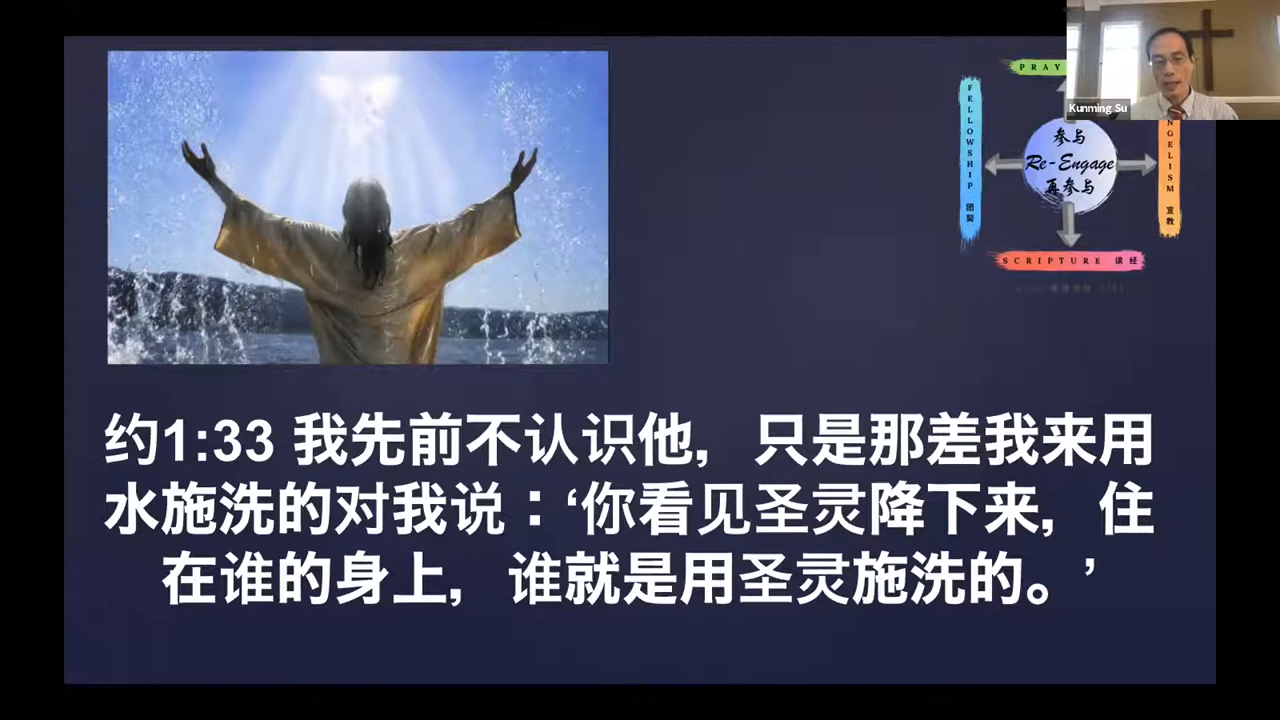 PRAY
Kunming Su
FELLOWSHIP 团契
参与
Re-Engage
再参与
NGELISM 宣教
SCRIPTURE 读经
约1:33 我先前不认识他，只是那差我来用
水施洗的对我说：‘你看见圣灵降下来，住
在谁的身上，谁就是用圣灵施洗的。’